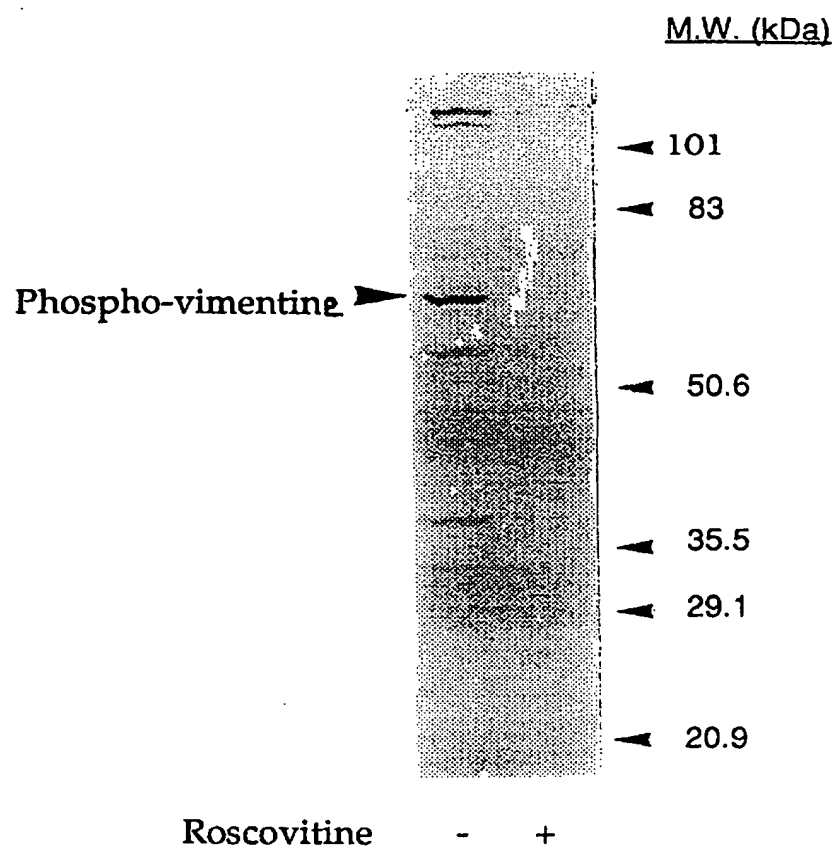 M.W. (kDa)
101
83
Phospho-vimentine
50.6
35.5
29.1
20.9
Roscovitine - +